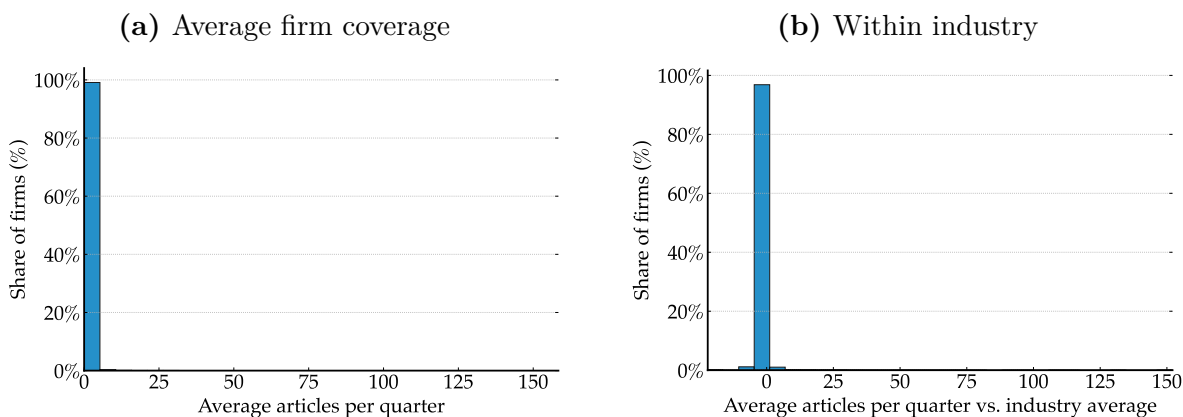 (a) Average firm coverage
100%
80%
60%
40%
20%
0%
Share of firms (%)
0 25 50 75 100 125 150
Average articles per quarter
(b) Within industry
100%
80%
60%
40%
20%
0%
Share of firms (%)
0 25 50 75 100 125 150
Average articles per quarter vs. industry average